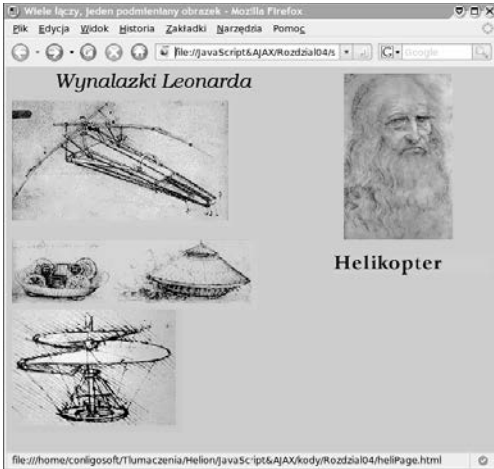 Wiele łączy, jeden podmieniany obrazek - Mozilla Firefox
Plik Edycja Widok Historia Zakładki Narzędzia Pomoc
file:///JavaScript&AJAX/Rozdzial04/s
Google
Wynalazki Leonarda
Helikopter
file:///home/conligosoft/Tlumaczenia/Helion/JavaScript&AJAX/kody/Rozdzial04/heliPage.html